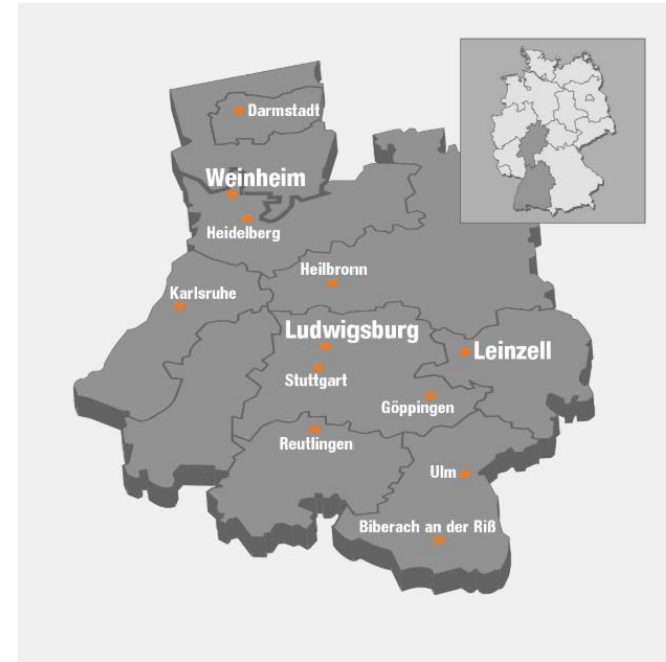 Darmstadt
Weinheim
Heidelberg
Heilbronn
Karlsruhe
Ludwigsburg
Leinzell
Stuttgart
Göppingen
Reutlingen
Ulm
Biberach an der Riß